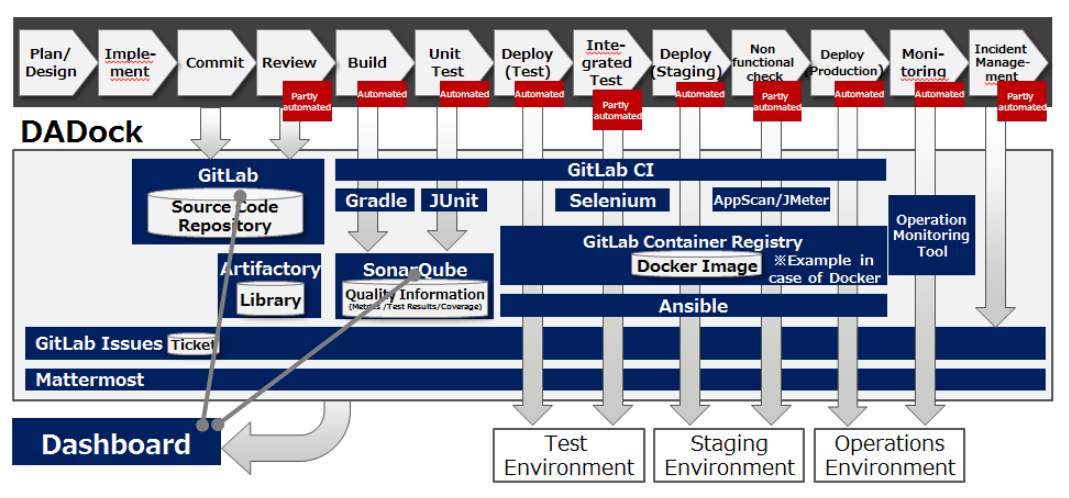 Plan/
Design
Imple-
ment
Commit
Review
Build
Unit
Test
Deploy
(Test)
Inte-
grated
Test
Deploy
(Staging)
Non
functional
check
Deploy
(Production)
Moni-
toring
Incident
Manage-
ment
Partly
automated
Automated
Automated
Automated
Partly
automated
Automated
Partly
automated
Automated
Automated
Partly
automated
DADock
GitLab
Source Code
Repository
GitLab CI
Gradle
JUnit
Selenium
AppScan/JMeter
Operation
Monitoring
Tool
GitLab Container Registry
Docker Image
※Example in
case of Docker
Artifactory
Library
SonarQube
Quality Information
(Metrics /Test Results/Coverage)
Ansible
GitLab Issues
Ticket
Mattermost
Dashboard
Test
Environment
Staging
Environment
Operations
Environment